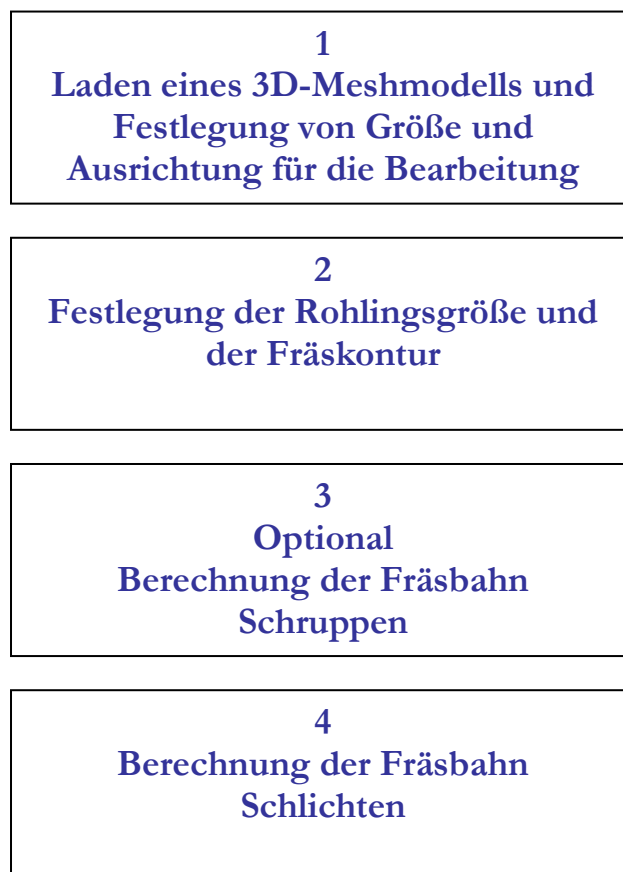 1
Laden eines 3D-Meshmodells und
Festlegung von Größe und
Ausrichtung für die Bearbeitung
2
Festlegung der Rohlingsgröße und
der Fräskontur
3
Optional
Berechnung der Fräsbahn
Schruppen
4
Berechnung der Fräsbahn
Schlichten